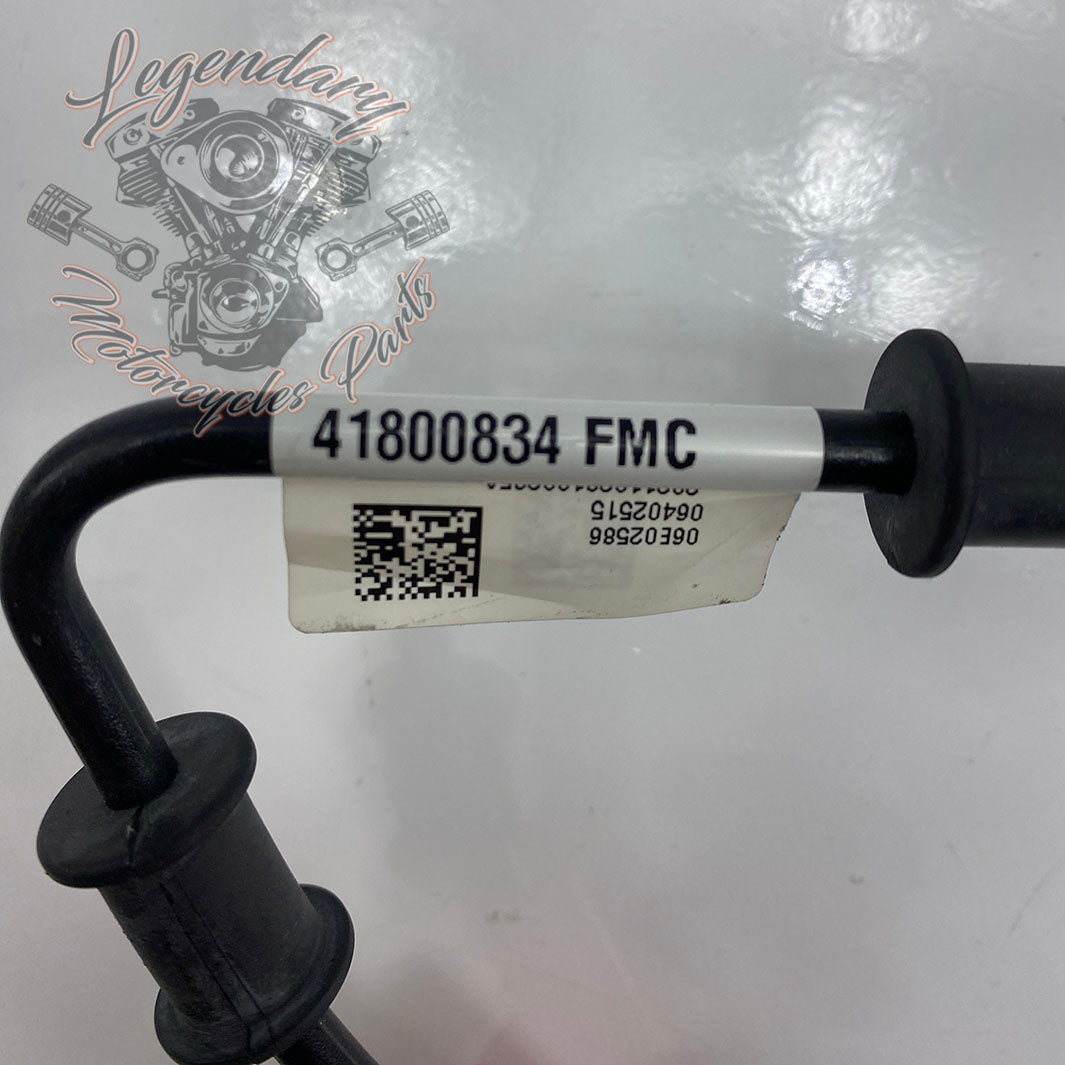 Legendary
Motorcycles Parts
41800834 FMC
06402515
06E02586